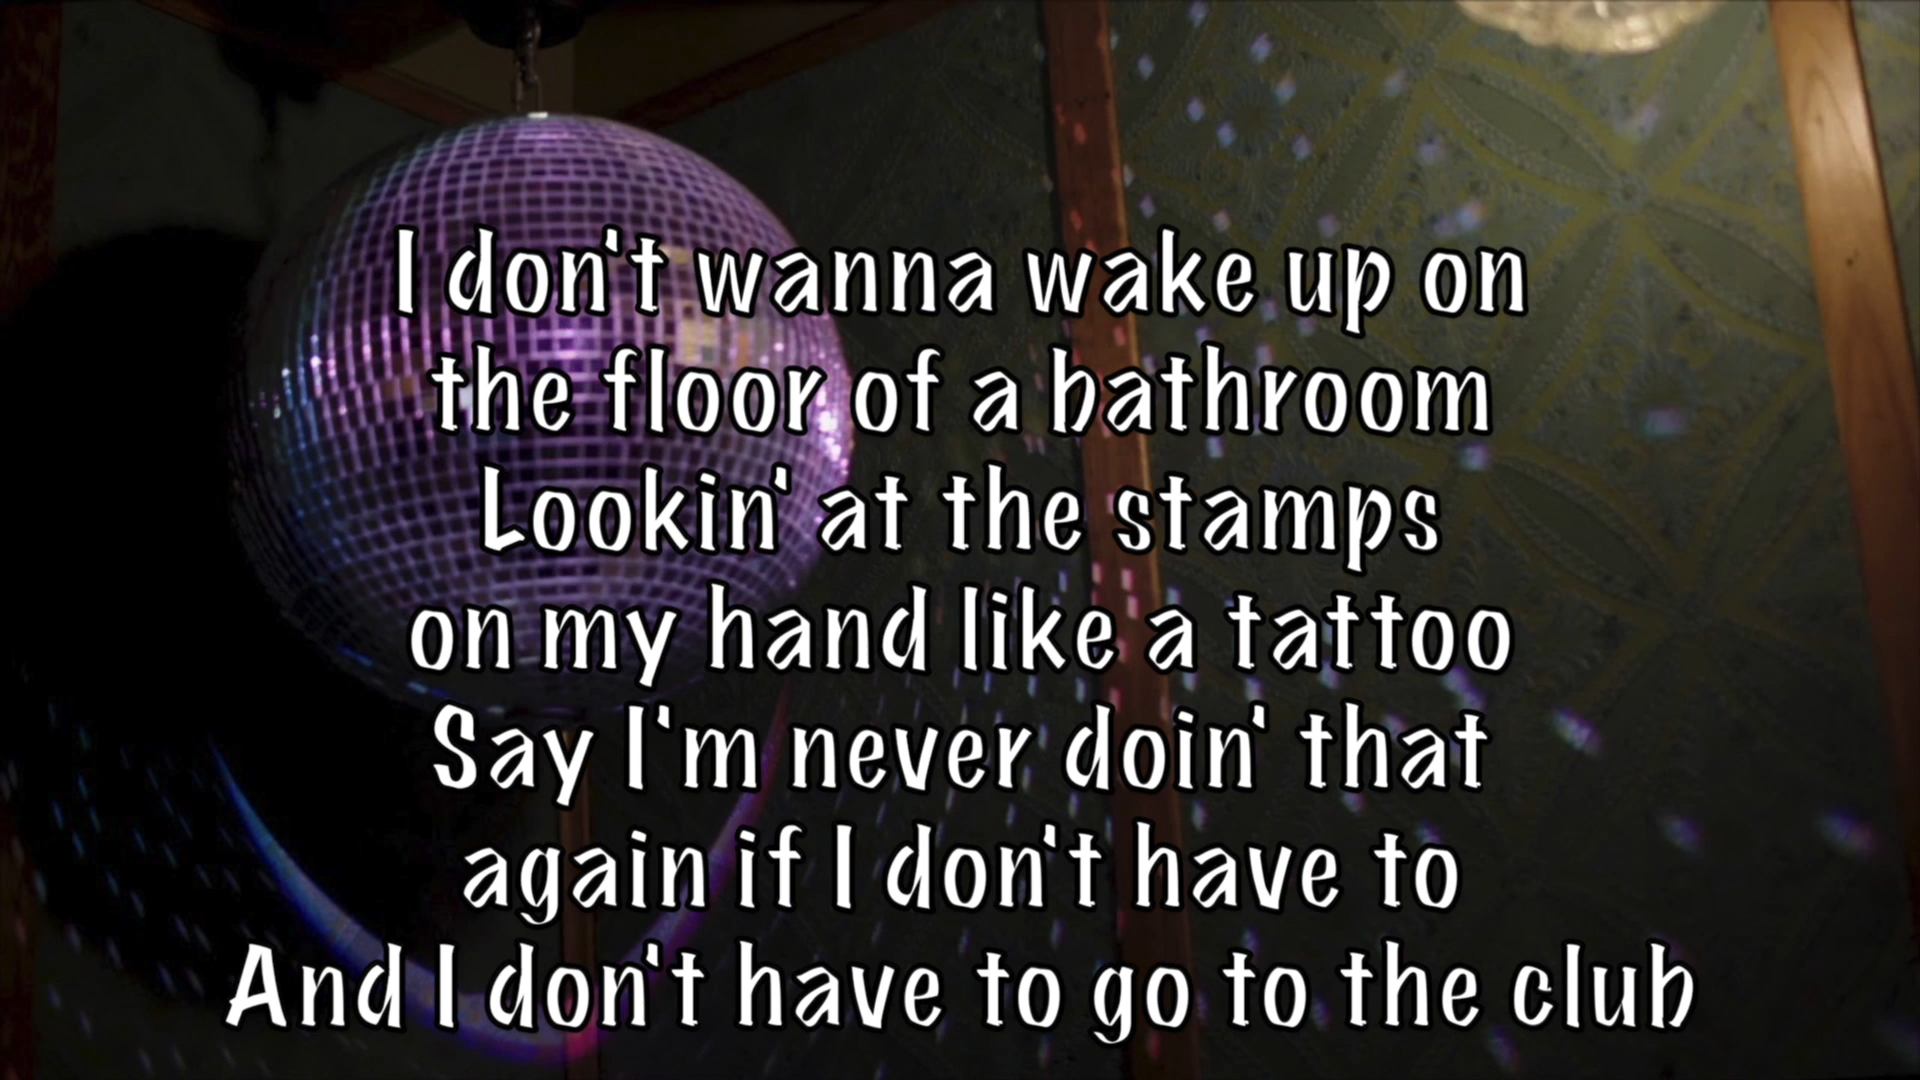 I don't wanna wake up on
the floor of a bathroom
Lookin' at the stamps
on my hand like a tattoo
Say I'm never doin' that
again if I don't have to
And I don't have to go to the club